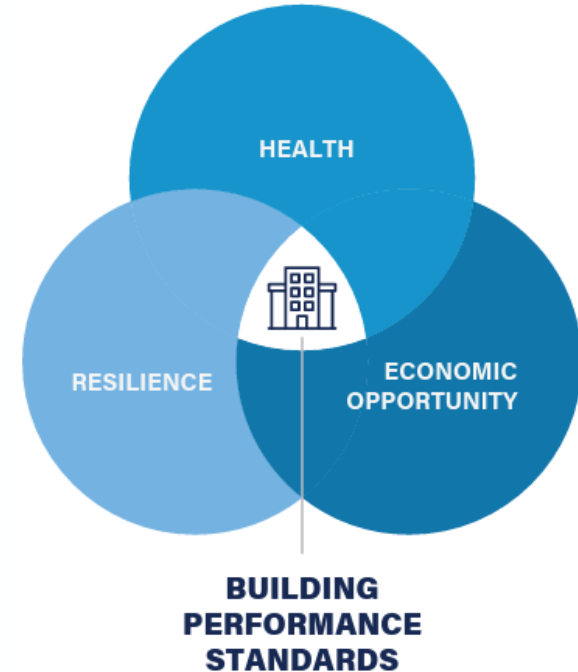 HEALTH
RESILIENCE
ECONOMIC
OPPORTUNITY
BUILDING
PERFORMANCE
STANDARDS